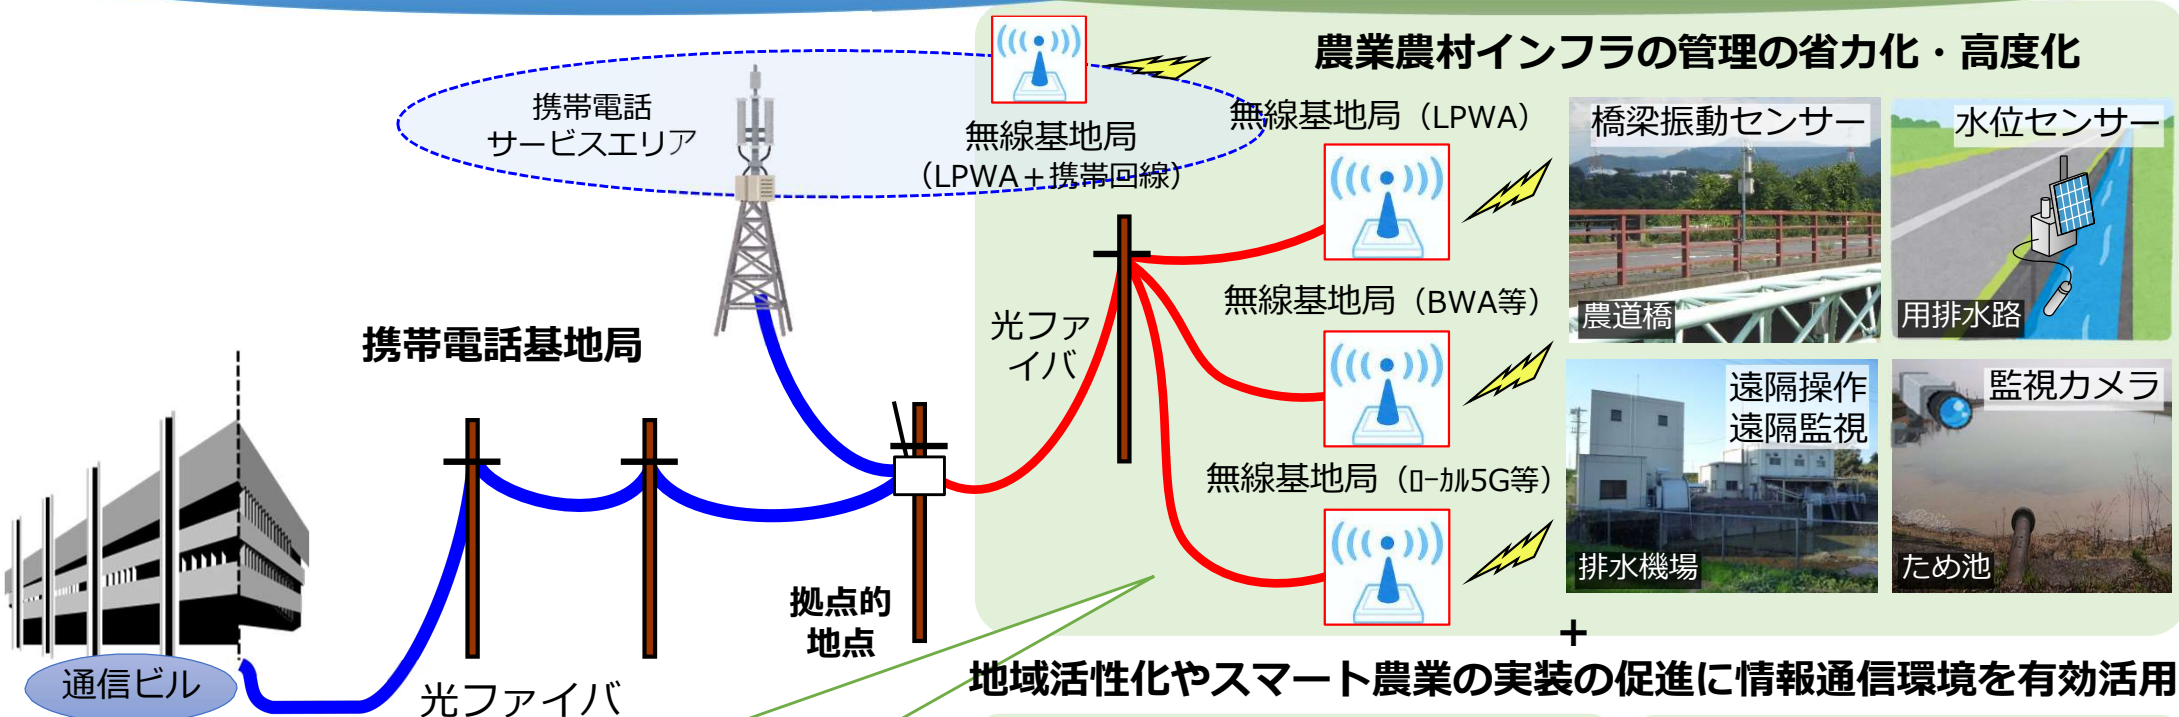 農業農村インフラの管理の省力化・高度化
携帯電話
サービスエリア
無線基地局
（LPWA＋携帯回線）
無線基地局（LPWA）
橋梁振動センサー
農道橋
水位センサー
用排水路
無線基地局（BWA等）
光ファ
イバ
携帯電話基地局
遠隔操作
遠隔監視
排水機場
監視カメラ
ため池
無線基地局（ﾛｰｶﾙ5G等）
拠点的
地点
通信ビル
光ファイバ
+
地域活性化やスマート農業の実装の促進に情報通信環境を有効活用